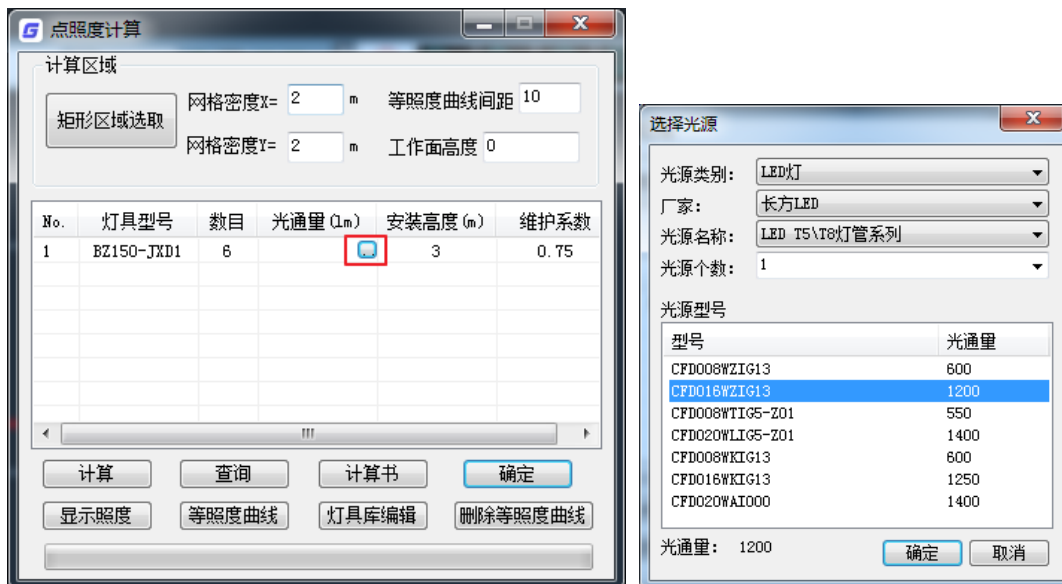 点照度计算
计算区域
矩形区域选取
网格密度X= 2 m 等照度曲线间距 10
网格密度Y= 2 m 工作面高度 0
No. 灯具型号 数目 光通量(lm) 安装高度(m) 维护系数
1 BZ150-JXD1 6 .. 3 0.75
计算 查询 计算书 确定
显示照度 等照度曲线 灯具库编辑 删除等照度曲线
选择光源
光源类别: LED灯
厂家: 长方LED
光源名称: LED T5\T8灯管系列
光源个数: 1
光源型号
型号 光通量
CFD008WZIG13 600
CFD016WZIG13 1200
CFD008WTIG5-Z01 550
CFD020WLIG5-Z01 1400
CFD008WKIG13 600
CFD016WKIG13 1250
CFD020WAI000 1400
光通量: 1200 确定 取消